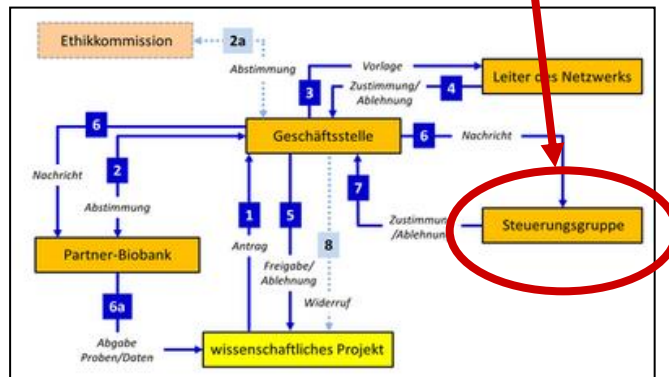 Ethikkommission
2a
Abstimmung
3
Vorlage
Zustimmung/
Ablehnung
4
Leiter des Netzwerks
6
Geschäftsstelle
6
Nachricht
2
Nachricht
Abstimmung
1
Antrag
5
Freigabe/
Ablehnung
8
Widerruf
7
Zustimmung
/Ablehnung
Steuerungsgruppe
Partner-Biobank
6a
Abgabe
Proben/Daten
wissenschaftliches Projekt